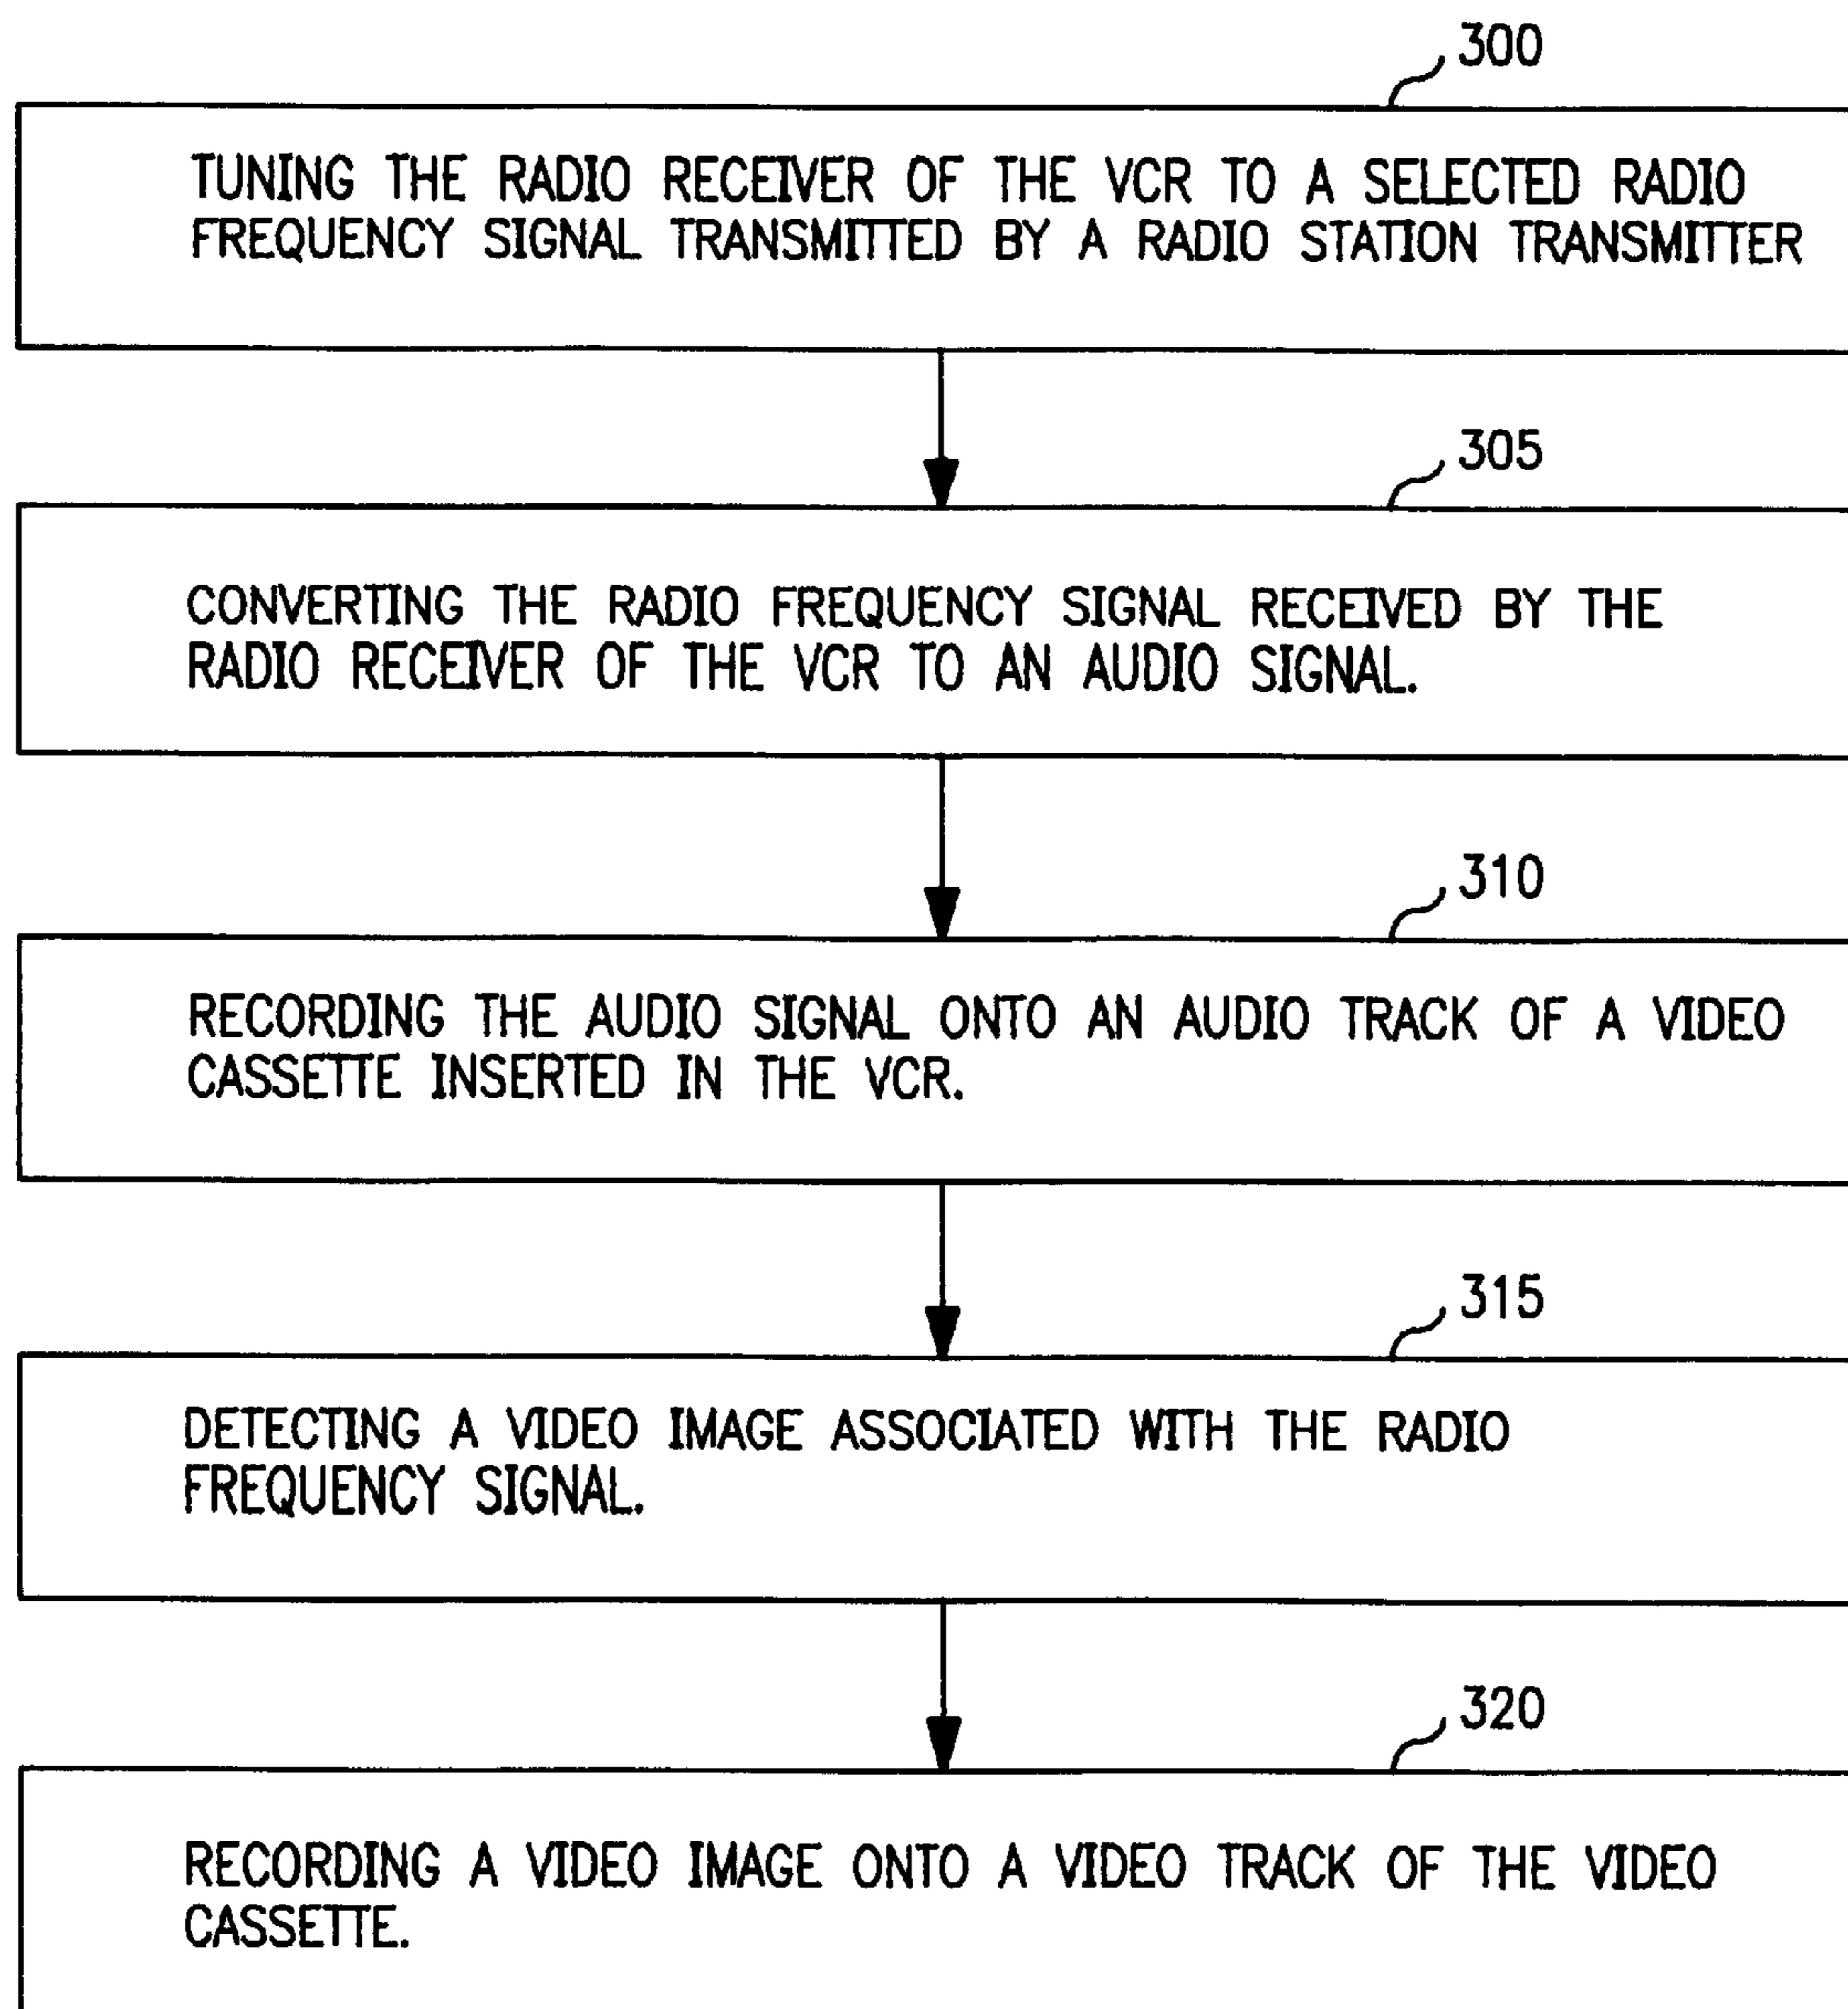 300
TUNING THE RADIO RECEIVER OF THE VCR TO A SELECTED RADIO
FREQUENCY SIGNAL TRANSMITTED BY A RADIO STATION TRANSMITTER
305
CONVERTING THE RADIO FREQUENCY SIGNAL RECEIVED BY THE
RADIO RECEIVER OF THE VCR TO AN AUDIO SIGNAL.
310
RECORDING THE AUDIO SIGNAL ONTO AN AUDIO TRACK OF A VIDEO
CASSETTE INSERTED IN THE VCR.
315
DETECTING A VIDEO IMAGE ASSOCIATED WITH THE RADIO
FREQUENCY SIGNAL.
320
RECORDING A VIDEO IMAGE ONTO A VIDEO TRACK OF THE VIDEO
CASSETTE.